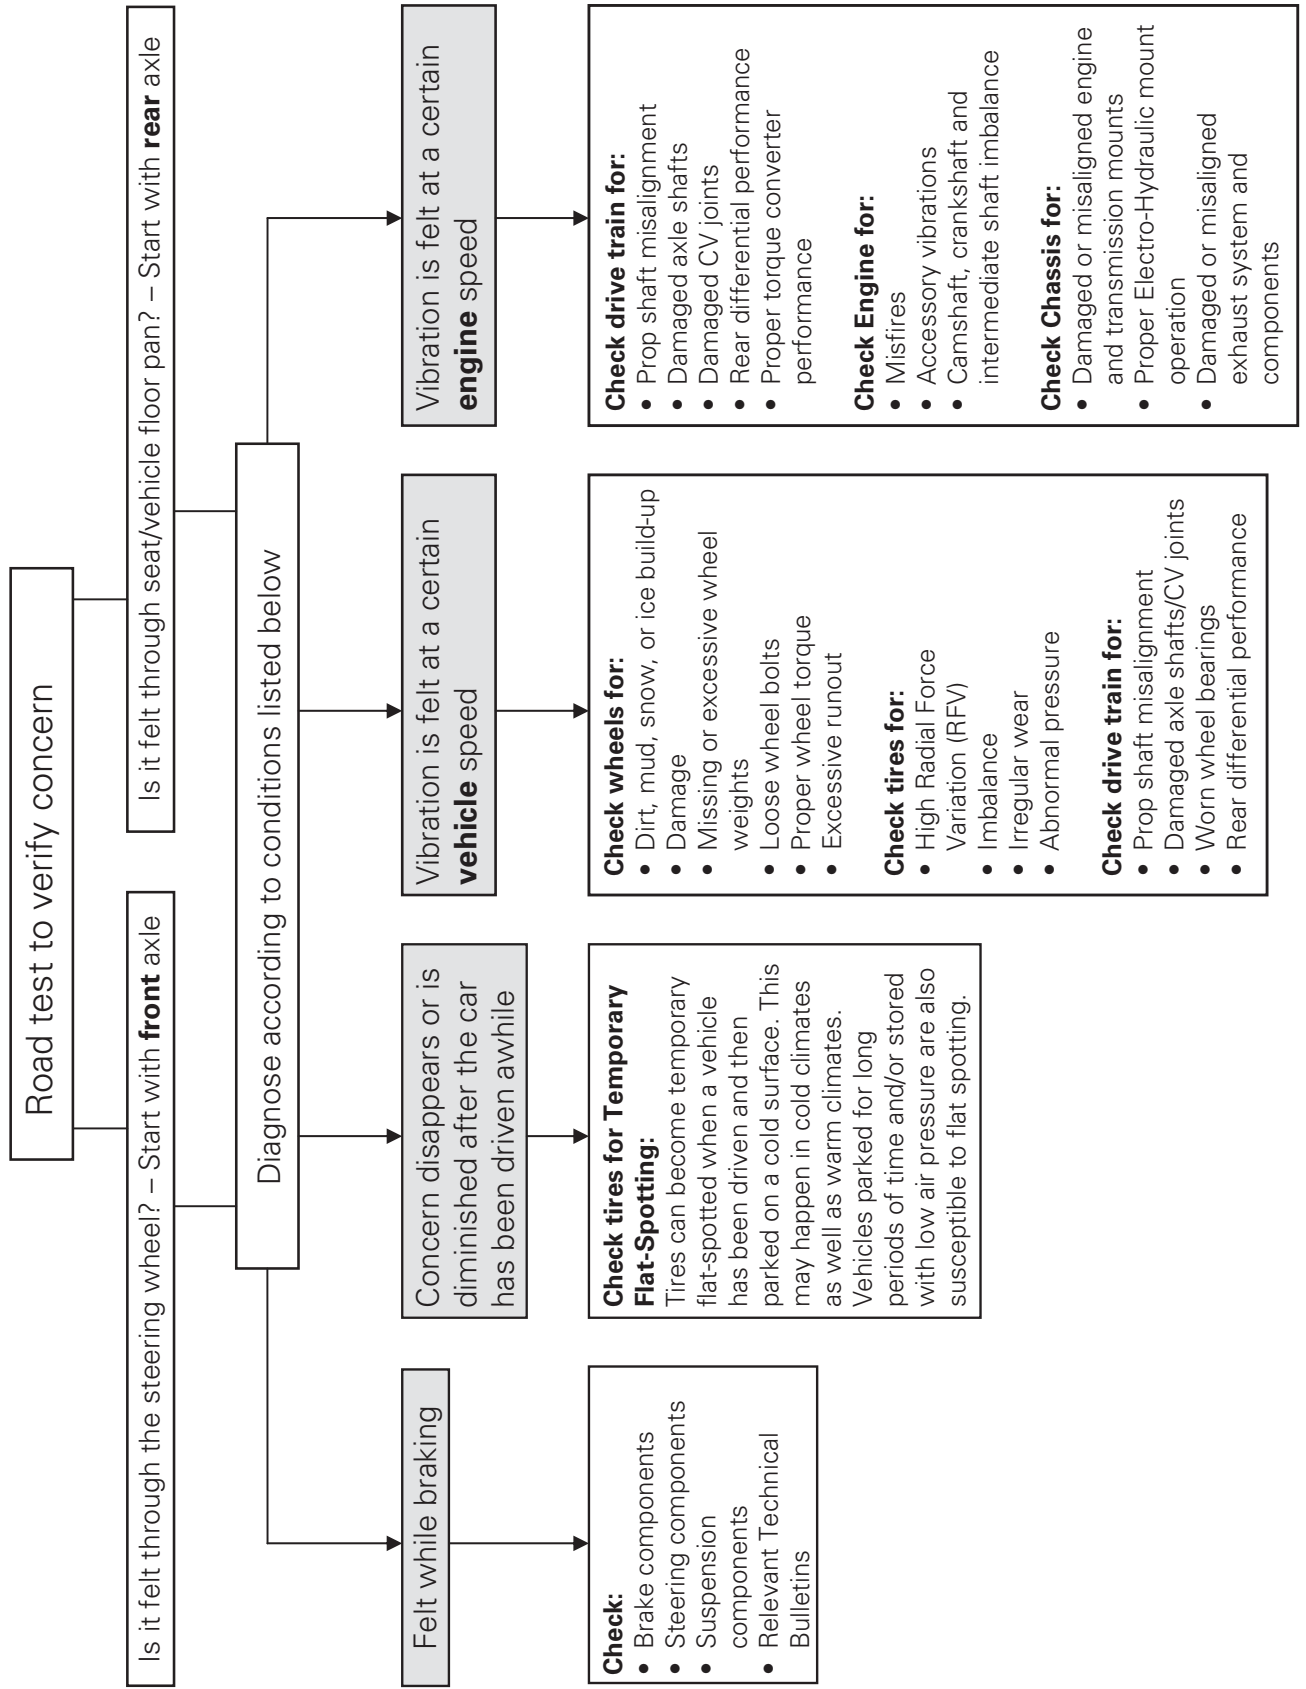 Road test to verify concern
Is it felt through the steering wheel? – Start with front axle
Is it felt through seat/vehicle floor pan? – Start with rear axle
Diagnose according to conditions listed below
Felt while braking
Check:
• Brake components
• Steering components
• Suspension
components
• Relevant Technical
Bulletins
Concern disappears or is
diminished after the car
has been driven awhile
Check tires for Temporary
Flat-Spotting:
Tires can become temporary
flat-spotted when a vehicle
has been driven and then
parked on a cold surface. This
may happen in cold climates
as well as warm climates.
Vehicles parked for long
periods of time and/or stored
with low air pressure are also
susceptible to flat spotting.
Vibration is felt at a certain
vehicle speed
Check wheels for:
• Dirt, mud, snow, or ice build-up
• Damage
• Missing or excessive wheel
weights
• Loose wheel bolts
• Proper wheel torque
• Excessive runout
Check tires for:
• High Radial Force
Variation (RFV)
• Imbalance
• Irregular wear
• Abnormal pressure
Check drive train for:
• Prop shaft misalignment
• Damaged axle shafts/CV joints
• Worn wheel bearings
• Rear differential performance
Vibration is felt at a certain
engine speed
Check drive train for:
• Prop shaft misalignment
• Damaged axle shafts
• Damaged CV joints
• Rear differential performance
• Proper torque converter
performance
Check Engine for:
• Misfires
• Accessory vibrations
• Camshaft, crankshaft and
intermediate shaft imbalance
Check Chassis for:
• Damaged or misaligned engine
and transmission mounts
• Proper Electro-Hydraulic mount
operation
• Damaged or misaligned
exhaust system and
components